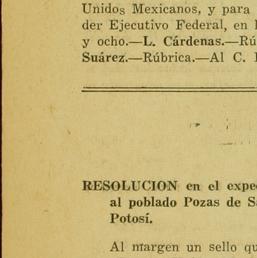 Unidos Mexicanos, y para
der Ejecutivo Federal, en
y ocho.—L. Cárdenas.—Rú
Suárez.—Rúbrica.—Al C.
RESOLUCION en el expe
al poblado Pozas de S
Potosí.
Al margen un sello qu